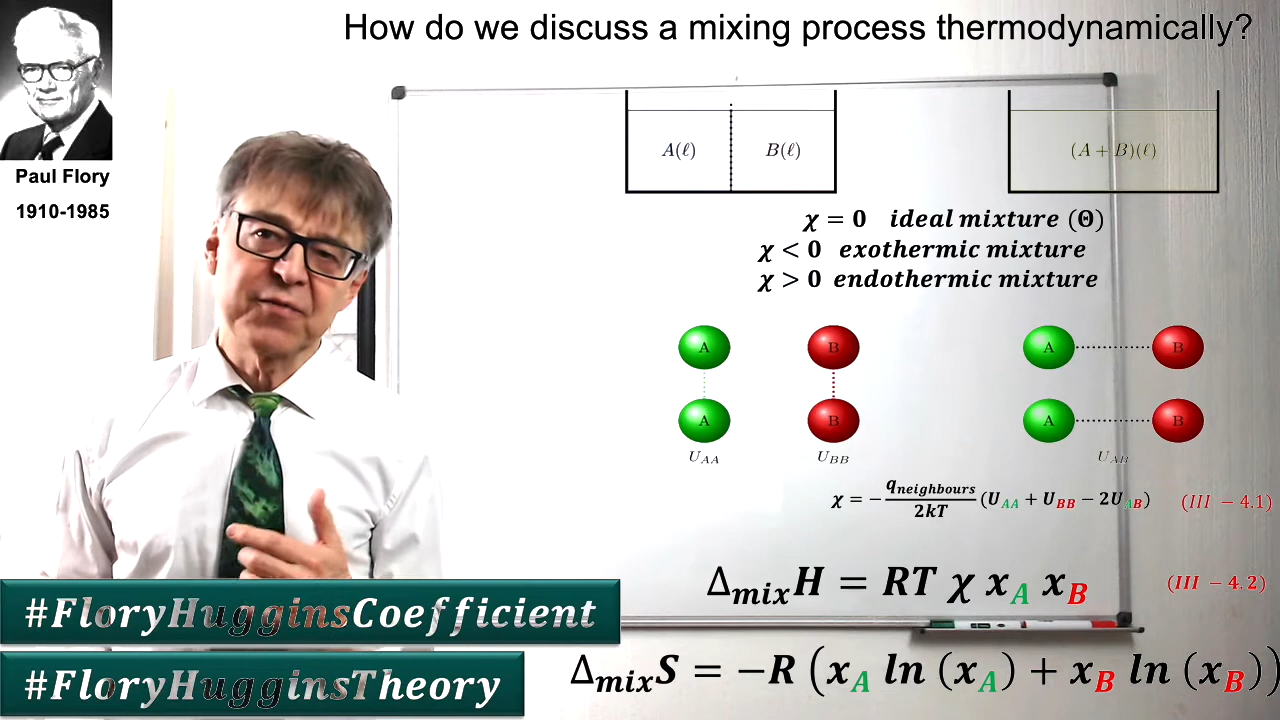 How do we discuss a mixing process thermodynamically?
Paul Flory
1910-1985
A(ℓ) B(ℓ) (A + B)(ℓ)
χ = 0 ideal mixture (Θ)
χ < 0 exothermic mixture
χ > 0 endothermic mixture
A B A B
A B A B
U_AA U_BB U_AB
χ = − q_neighbours / 2kT (U_AA + U_BB − 2U_AB) (III − 4.1)
Δ_mix H = RT χ x_A x_B (III − 4.2)
#FloryHugginsCoefficient
Δ_mix S = −R (x_A ln (x_A) + x_B ln (x_B))
#FloryHugginsTheory